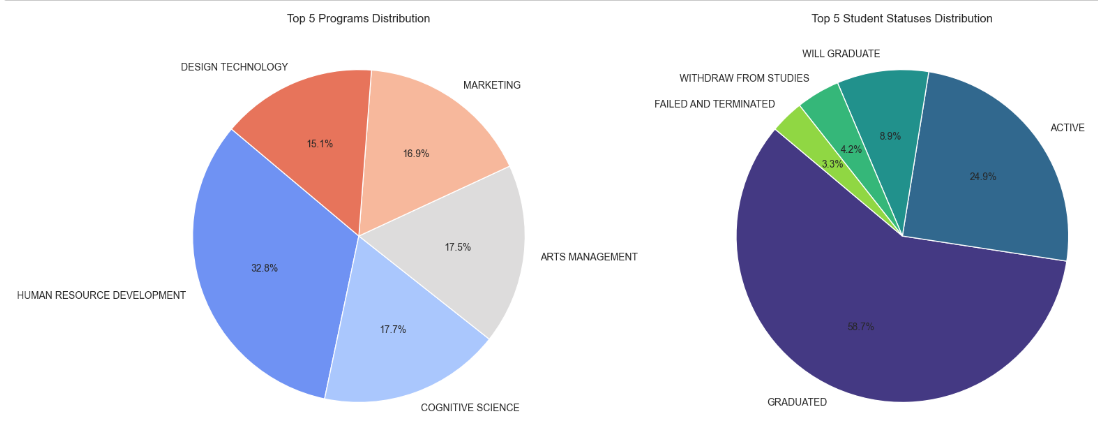 Top 5 Programs Distribution
DESIGN TECHNOLOGY
MARKETING
15.1%
16.9%
17.5%
ARTS MANAGEMENT
32.8%
HUMAN RESOURCE DEVELOPMENT
17.7%
COGNITIVE SCIENCE
Top 5 Student Statuses Distribution
WILL GRADUATE
WITHDRAW FROM STUDIES
FAILED AND TERMINATED
ACTIVE
8.9%
4.2%
3.3%
24.9%
58.7%
GRADUATED